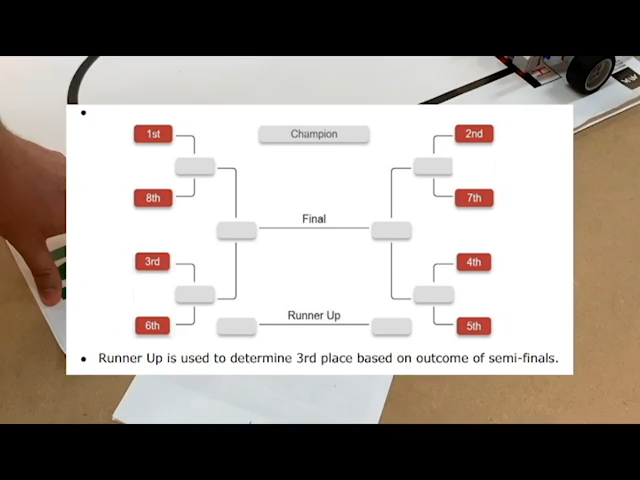 1st
Champion
2nd
8th
7th
Final
3rd
4th
Runner Up
6th
5th
• Runner Up is used to determine 3rd place based on outcome of semi-finals.